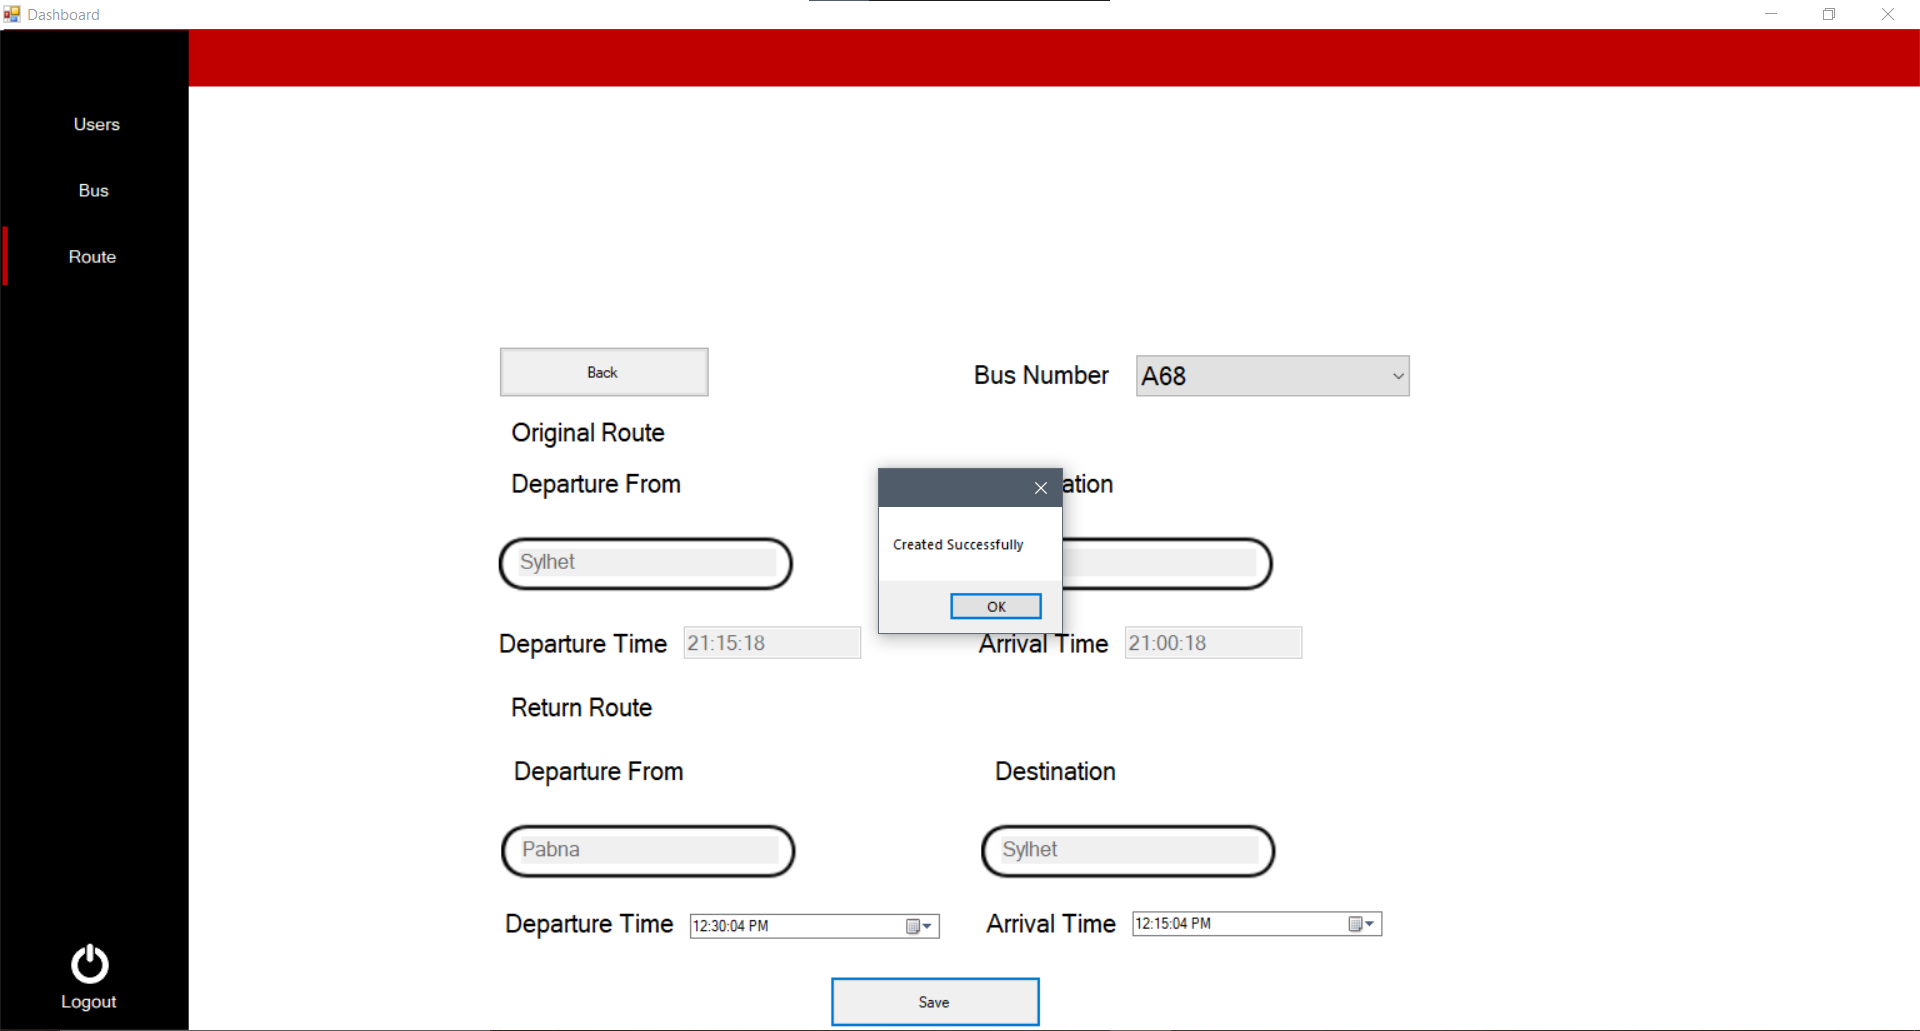 Dashboard
Users
Bus
Route
Logout
Back
Bus Number A68
Original Route
Departure From
ation
Sylhet
Created Successfully
OK
Departure Time 21:15:18
Arrival Time 21:00:18
Return Route
Departure From
Destination
Pabna
Sylhet
Departure Time 12:30:04 PM
Arrival Time 12:15:04 PM
Save